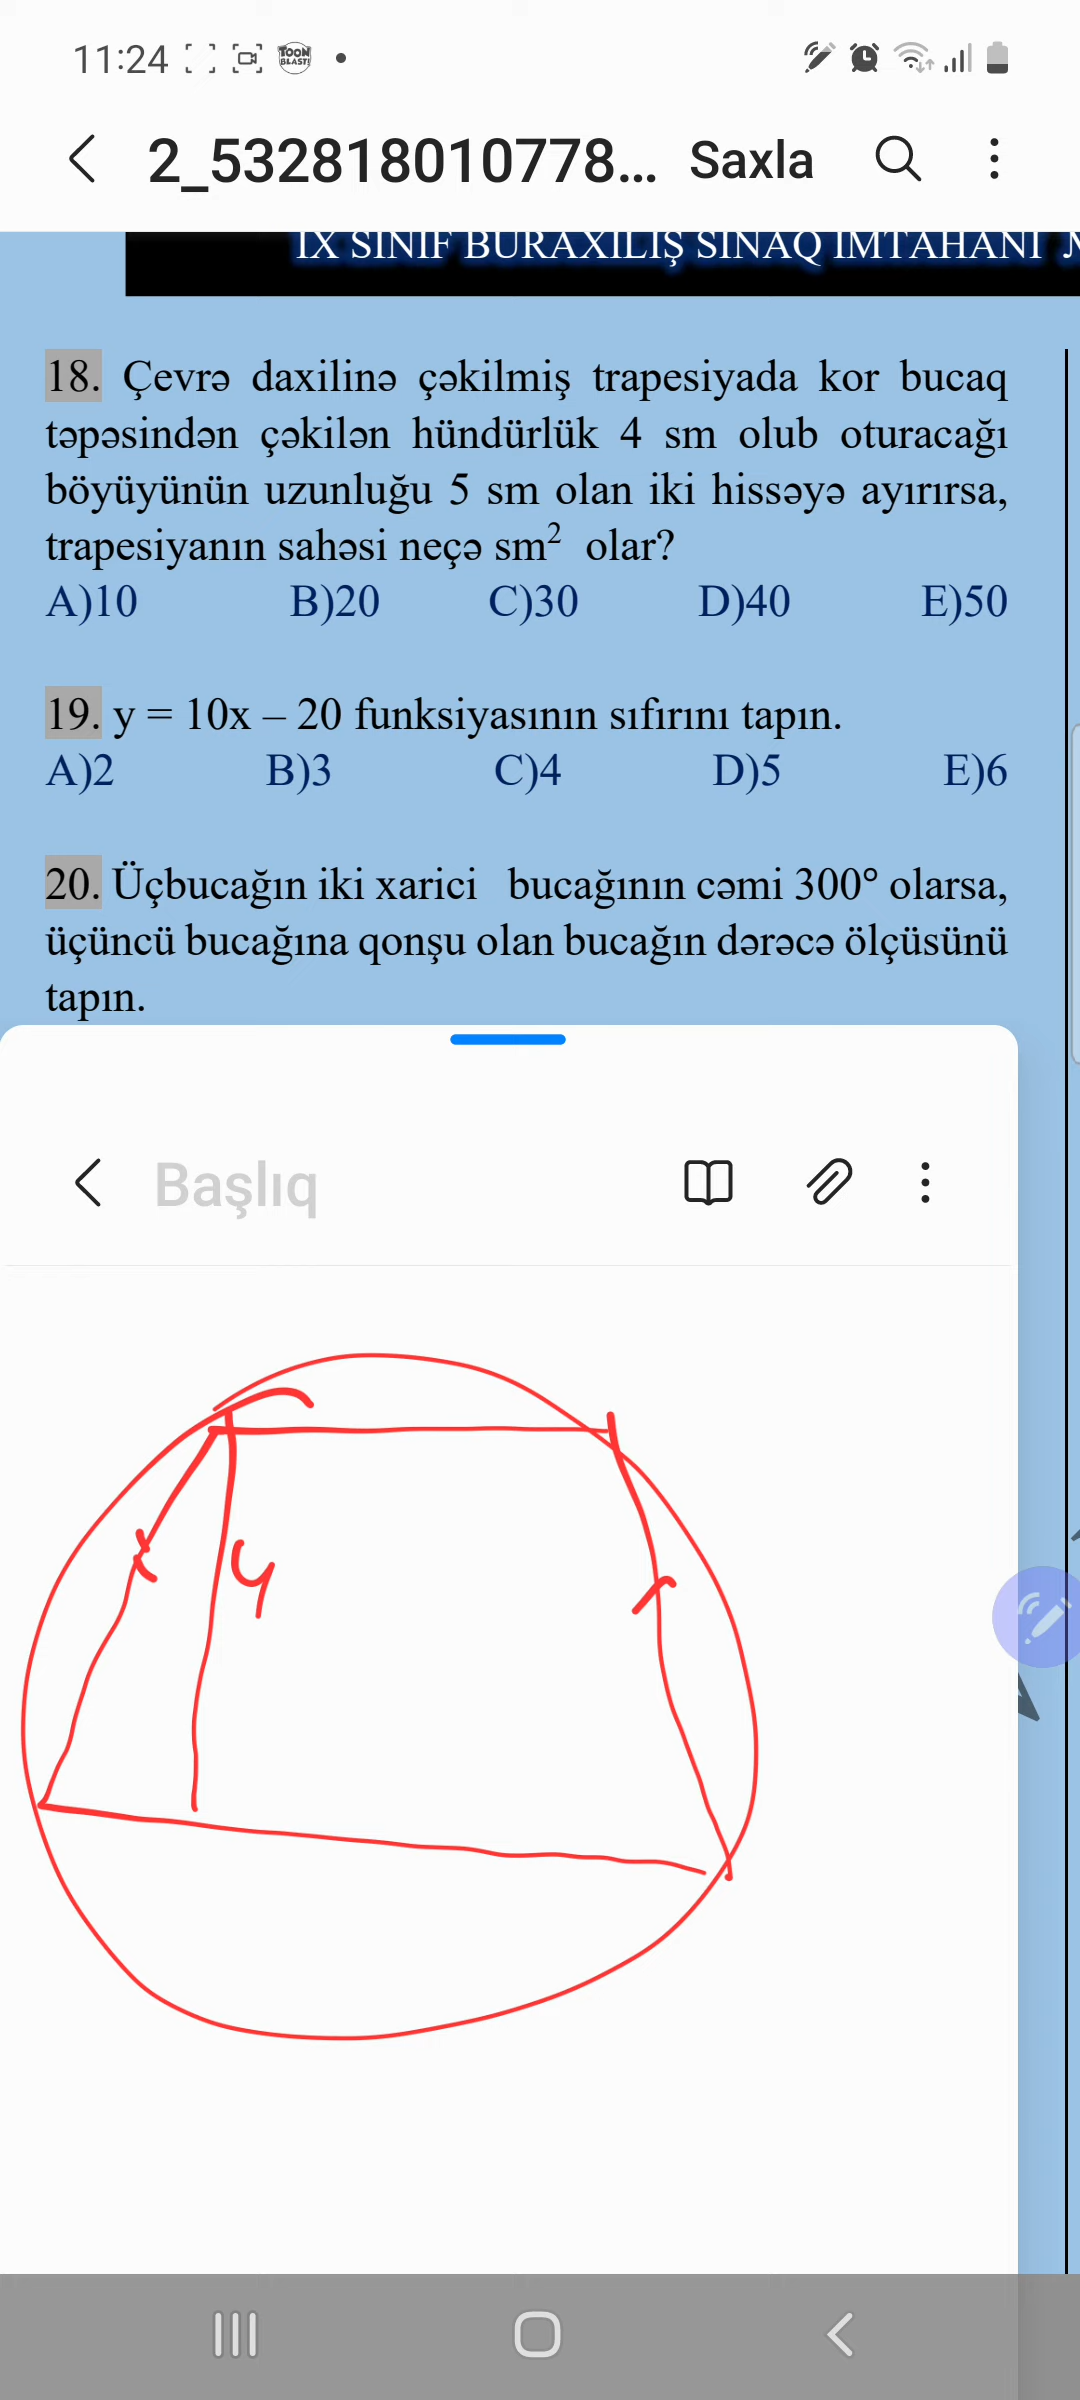 11:24
TOON BLAST!
2_532818010778... Saxla
IX SINIF BURAXILIŞ SINAQ İMTAHANI
18. Çevrə daxilinə çəkilmiş trapesiyada kor bucaq
təpəsindən çəkilən hündürlük 4 sm olub oturacağı
böyüyünün uzunluğu 5 sm olan iki hissəyə ayırırsa,
trapesiyanın sahəsi neçə sm² olar?
A)10 B)20 C)30 D)40 E)50
19. y = 10x – 20 funksiyasının sıfırını tapın.
A)2 B)3 C)4 D)5 E)6
20. Üçbucağın iki xarici bucağının cəmi 300° olarsa,
üçüncü bucağına qonşu olan bucağın dərəcə ölçüsünü
tapın.
Başlıq
4